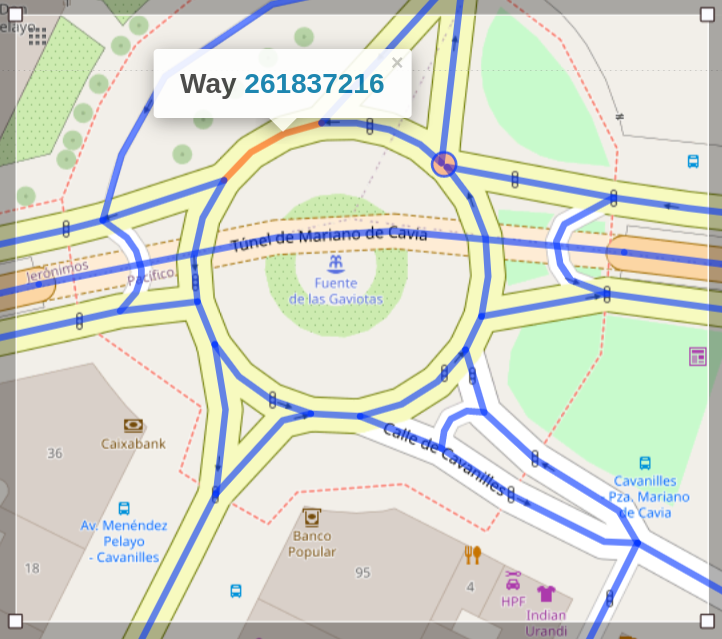 Way 261837216
×
Túnel de Mariano de Cavia
Jerónimos
Pacífico
Fuente
de las Gaviotas
Caixabank
36
Calle de Cavanilles
Cavanilles
Pza. Mariano
de Cavia
Av. Menéndez
Pelayo
- Cavanilles
Banco
Popular
18
95
4
HPF
Indian
Urandi